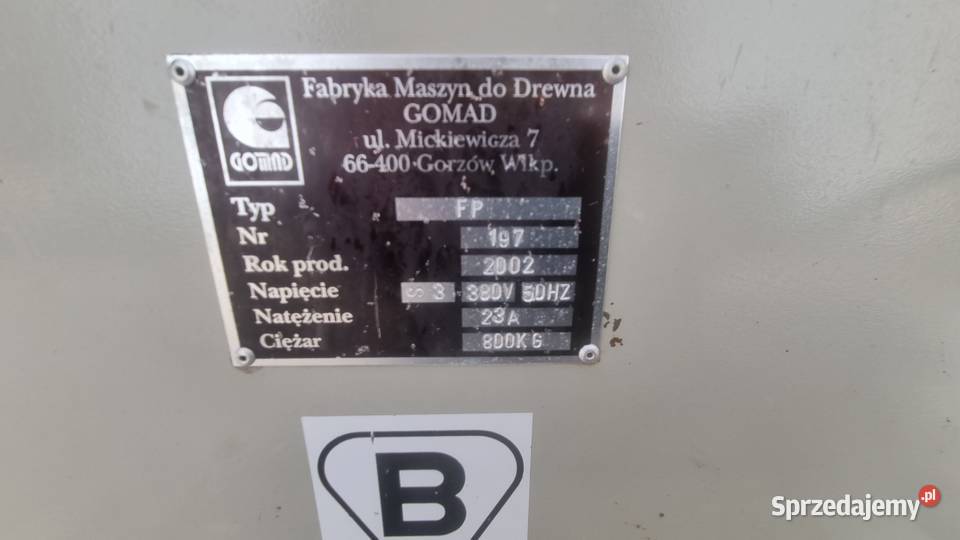 GOMAD
Fabryka Maszyn do Drewna
GOMAD
ul. Mickiewicza 7
66-400 Gorzów Wlkp.
Typ FP
Nr 197
Rok prod. 2002
Napięcie ∽ 3 380V 50HZ
Natężenie 23A
Ciężar 800KG
B
Sprzedajemy.pl